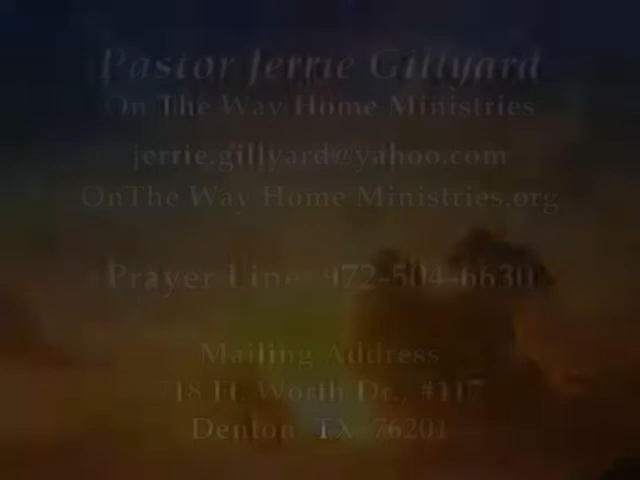 Pastor Jerrie Gillyard
On The Way Home Ministries
jerrie.gillyard@yahoo.com
OnThe Way Home Ministries.org
Prayer Line 972-504-6630
Mailing Address
718 Ft. Worth Dr., #117
Denton TX 76201